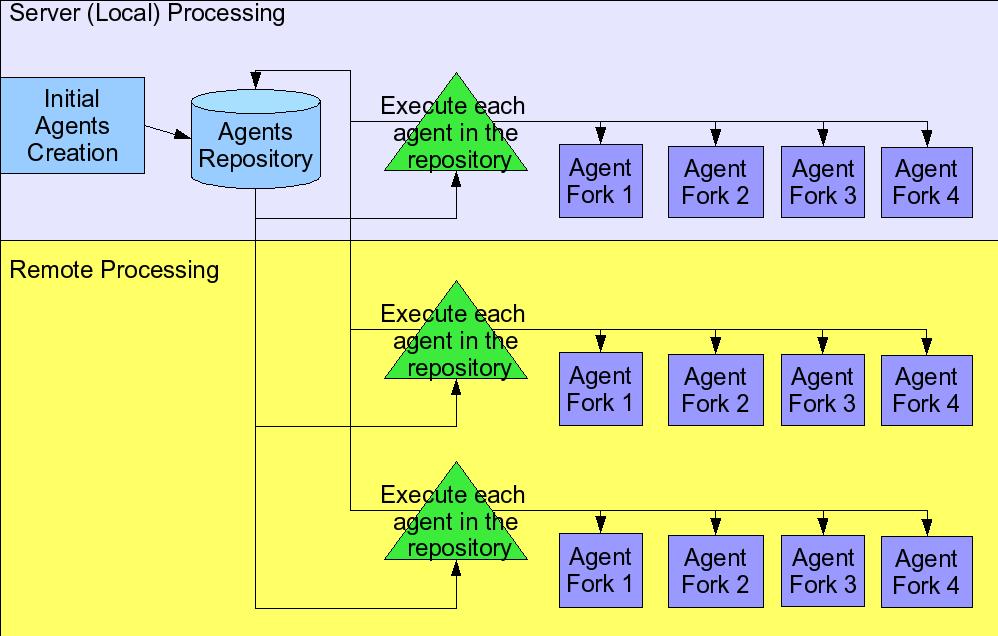 Server (Local) Processing
Initial
Agents
Creation
Agents
Repository
Execute each
agent in the
repository
Agent
Fork 1
Agent
Fork 2
Agent
Fork 3
Agent
Fork 4
Remote Processing
Execute each
agent in the
repository
Agent
Fork 1
Agent
Fork 2
Agent
Fork 3
Agent
Fork 4
Execute each
agent in the
repository
Agent
Fork 1
Agent
Fork 2
Agent
Fork 3
Agent
Fork 4